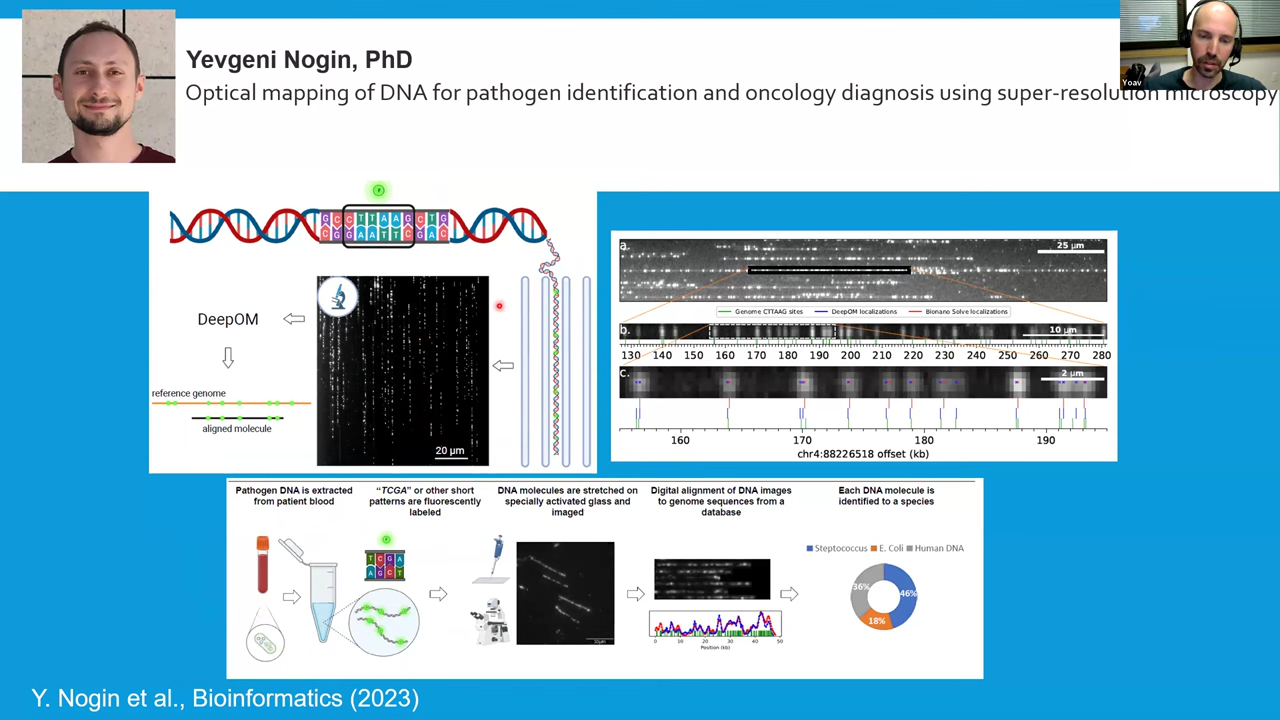 Yoav
Yevgeni Nogin, PhD
Optical mapping of DNA for pathogen identification and oncology diagnosis using super-resolution microscopy
G C C T T A A G C T G
C G G A A T T C G A C
DeepOM
reference genome
aligned molecule
20 µm
a.
25 µm
Genome CTTAAG sites
DeepOM localizations
Bionano Solve localizations
b.
10 µm
130 140 150 160 170 180 190 200 210 220 230 240 250 260 270 280
c.
2 µm
160 170 180 190
chr4:88226518 offset (kb)
Pathogen DNA is extracted
from patient blood
“TCGA” or other short
patterns are fluorescently
labeled
DNA molecules are stretched on
specially activated glass and
imaged
Digital alignment of DNA images
to genome sequences from a
database
Each DNA molecule is
identified to a species
T C G A
A G C T
0 10 20 30 40 50
Position (kb)
Steptococcus E. Coli Human DNA
36%
46%
18%
Y. Nogin et al., Bioinformatics (2023)